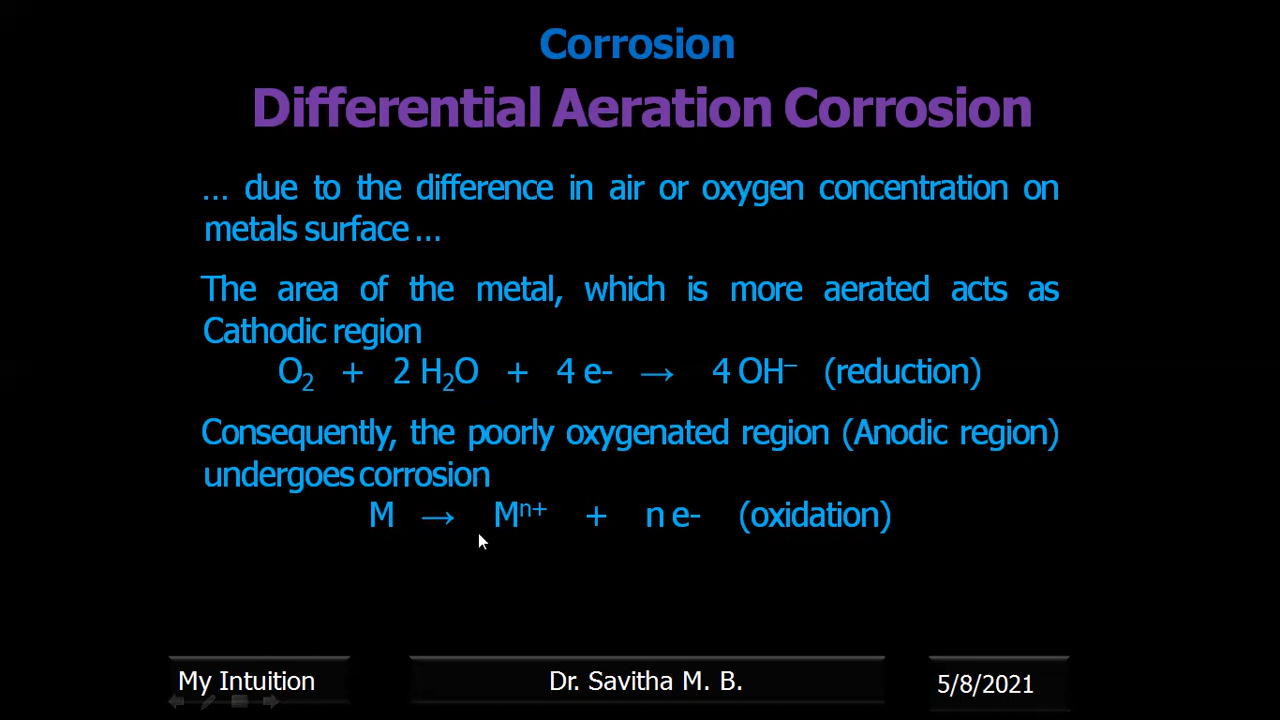 Corrosion
Differential Aeration Corrosion
... due to the difference in air or oxygen concentration on
metals surface ...
The area of the metal, which is more aerated acts as
Cathodic region
O₂ + 2 H₂O + 4 e- → 4 OH⁻ (reduction)
Consequently, the poorly oxygenated region (Anodic region)
undergoes corrosion
M → Mⁿ⁺ + n e- (oxidation)
My Intuition
Dr. Savitha M. B.
5/8/2021